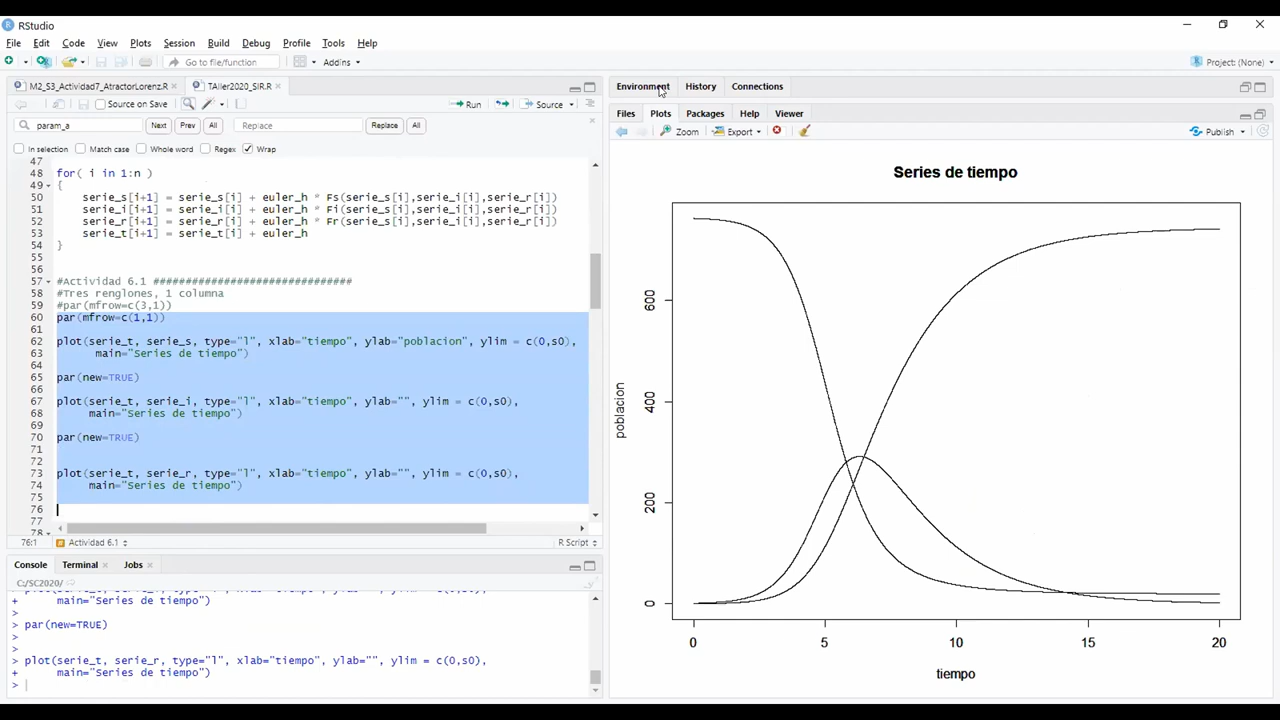 RStudio
File Edit Code View Plots Session Build Debug Profile Tools Help
Go to file/function Addins Project: (None)
M2_S3_Actividad7_AtractorLorenz.R TAller2020_SIR.R
Source on Save Run Source
param_a Next Prev All Replace Replace All
In selection Match case Whole word Regex Wrap
47
48 for( i in 1:n )
49 {
50 serie_s[i+1] = serie_s[i] + euler_h * Fs(serie_s[i],serie_i[i],serie_r[i])
51 serie_i[i+1] = serie_i[i] + euler_h * Fi(serie_s[i],serie_i[i],serie_r[i])
52 serie_r[i+1] = serie_r[i] + euler_h * Fr(serie_s[i],serie_i[i],serie_r[i])
53 serie_t[i+1] = serie_t[i] + euler_h
54 }
55
56
57 #Actividad 6.1 ##############################
58 #Tres renglones, 1 columna
59 #par(mfrow=c(3,1))
60 par(mfrow=c(1,1))
61
62 plot(serie_t, serie_s, type="l", xlab="tiempo", ylab="poblacion", ylim = c(0,s0),
63 main="Series de tiempo")
64
65 par(new=TRUE)
66
67 plot(serie_t, serie_i, type="l", xlab="tiempo", ylab="", ylim = c(0,s0),
68 main="Series de tiempo")
69
70 par(new=TRUE)
71
72
73 plot(serie_t, serie_r, type="l", xlab="tiempo", ylab="", ylim = c(0,s0),
74 main="Series de tiempo")
75
76
77
78
76:1 Actividad 6.1 R Script
Console Terminal Jobs
C:/SC2020/
+ main="Series de tiempo")
>
> par(new=TRUE)
>
>
> plot(serie_t, serie_r, type="l", xlab="tiempo", ylab="", ylim = c(0,s0),
+ main="Series de tiempo")
>
Environment History Connections
Files Plots Packages Help Viewer
Zoom Export Publish
Series de tiempo
poblacion
600
400
200
0
0 5 10 15 20
tiempo